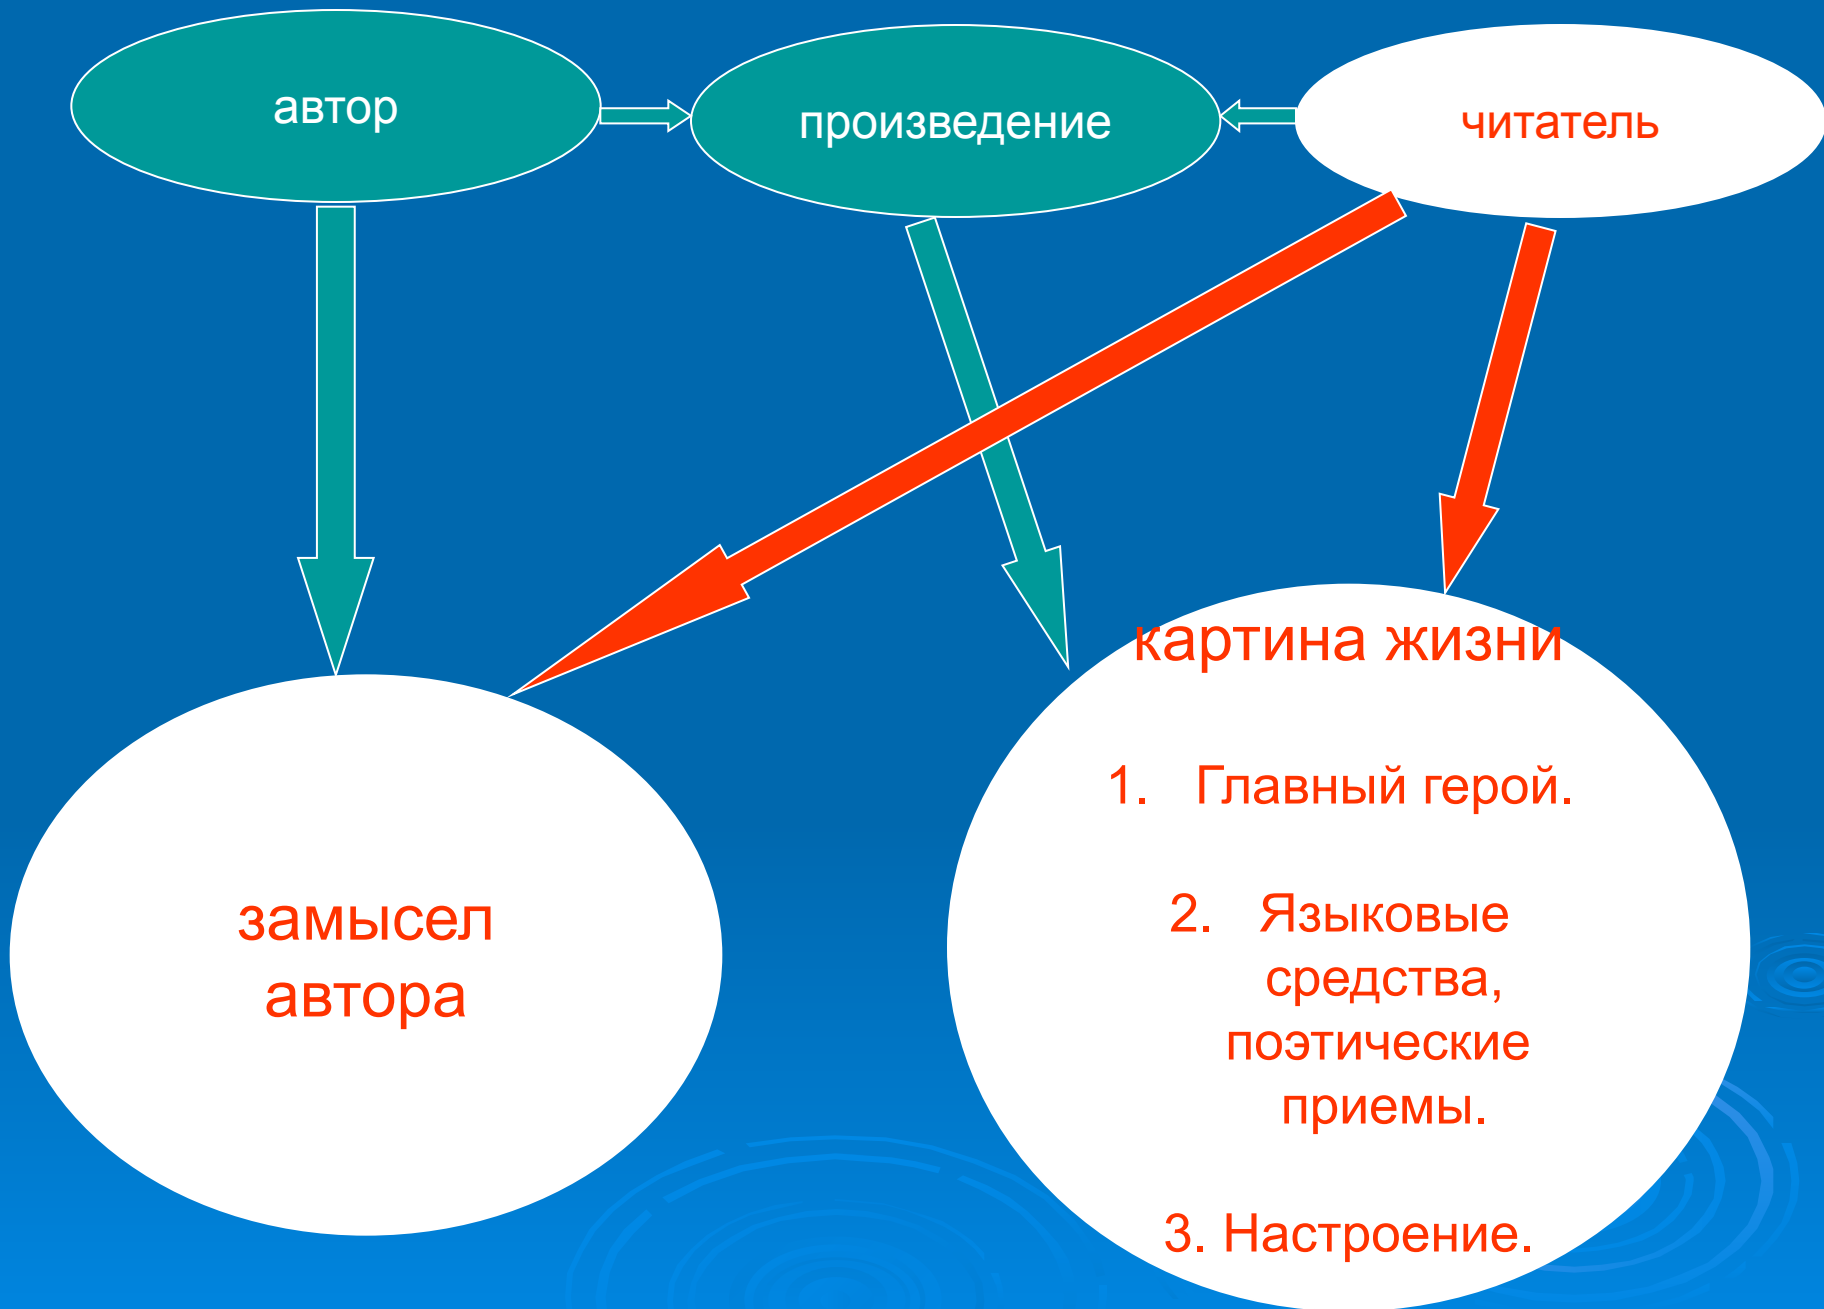 автор
произведение
читатель
замысел
автора
картина жизни
1. Главный герой.
2. Языковые
средства,
поэтические
приемы.
3. Настроение.